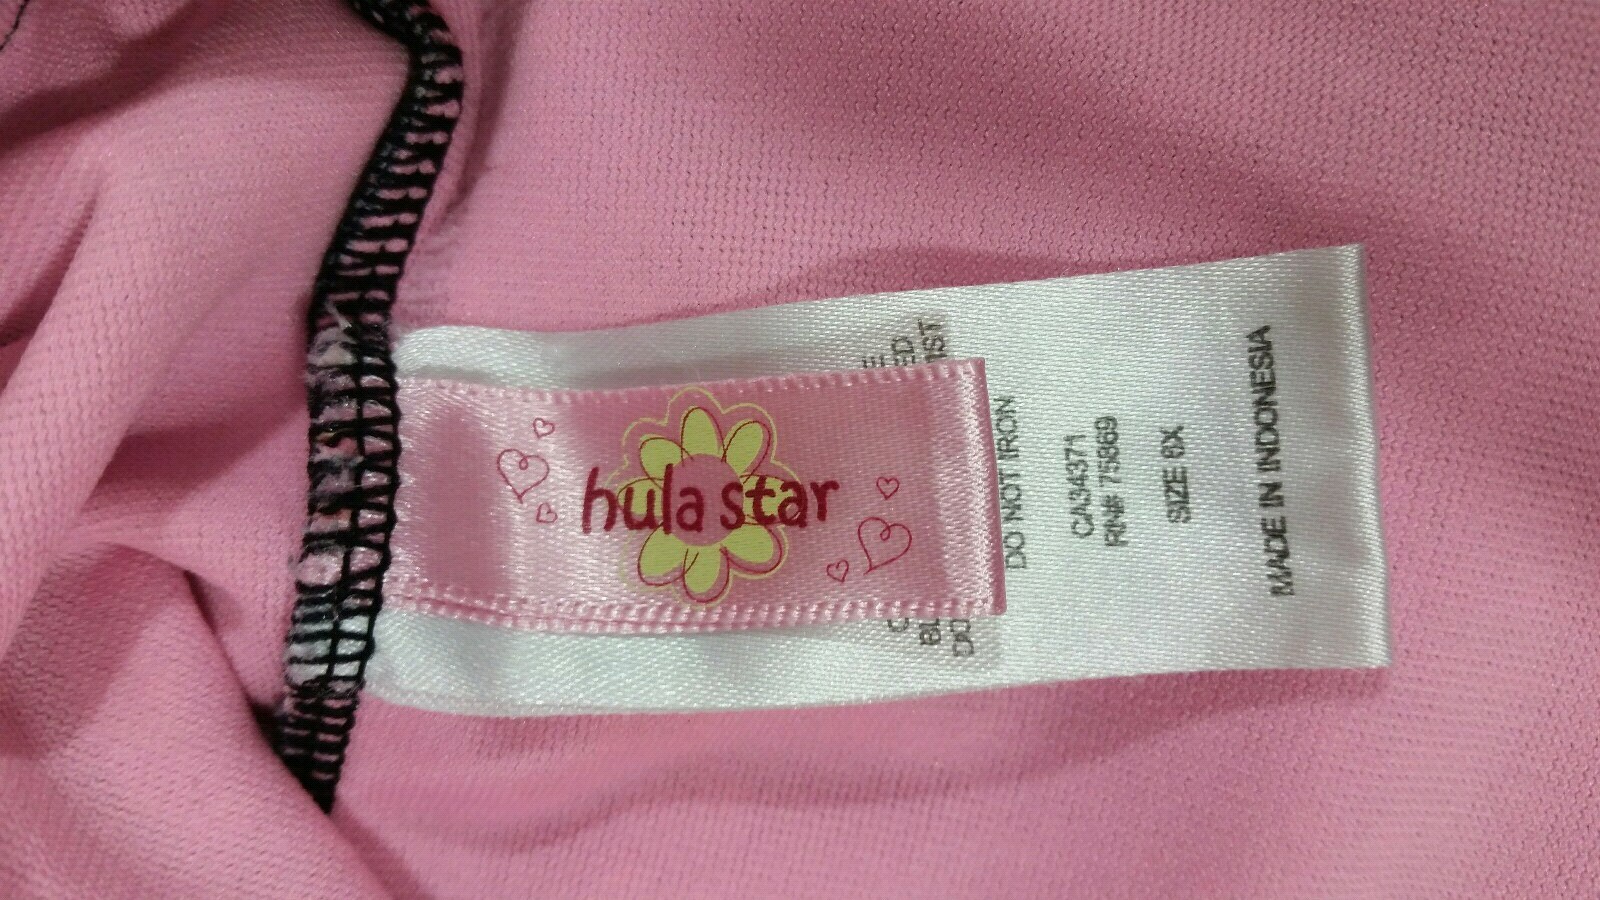 hula star
DO NOT IRON
CA34371
RN# 75869
SIZE 6X
MADE IN INDONESIA